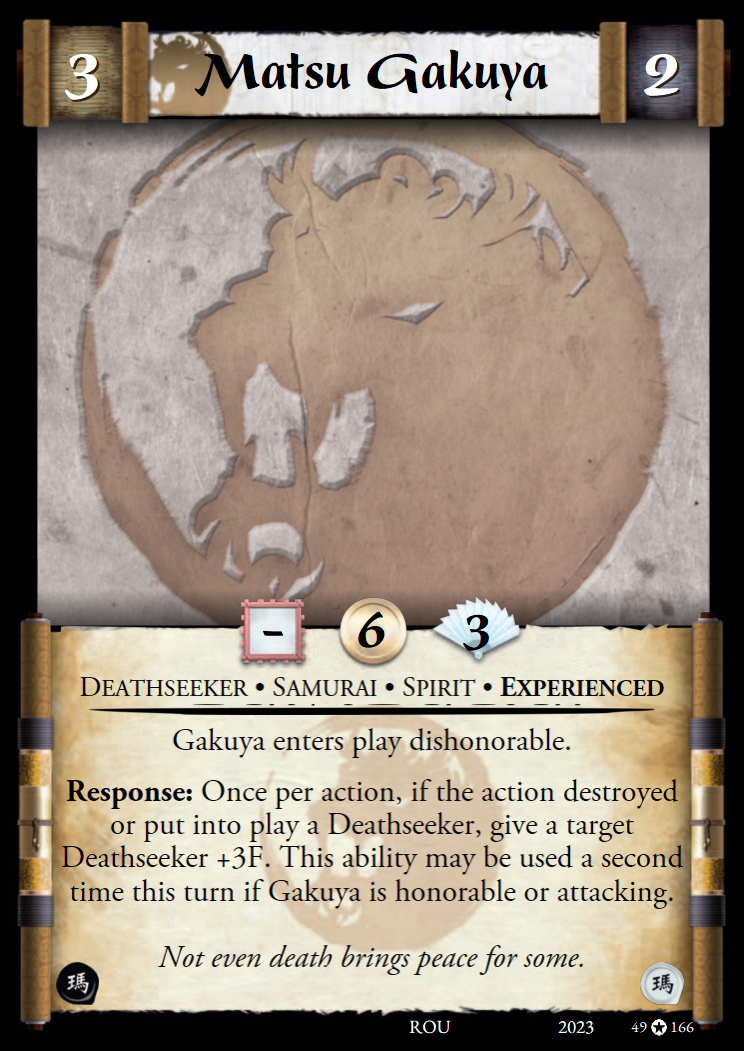 3
Matsu Gakuya
2
-
6
3
DEATHSEEKER • SAMURAI • SPIRIT • EXPERIENCED
Gakuya enters play dishonorable.
Response: Once per action, if the action destroyed
or put into play a Deathseeker, give a target
Deathseeker +3F. This ability may be used a second
time this turn if Gakuya is honorable or attacking.
Not even death brings peace for some.
瑪
瑪
ROU 2023 49 ✪ 166